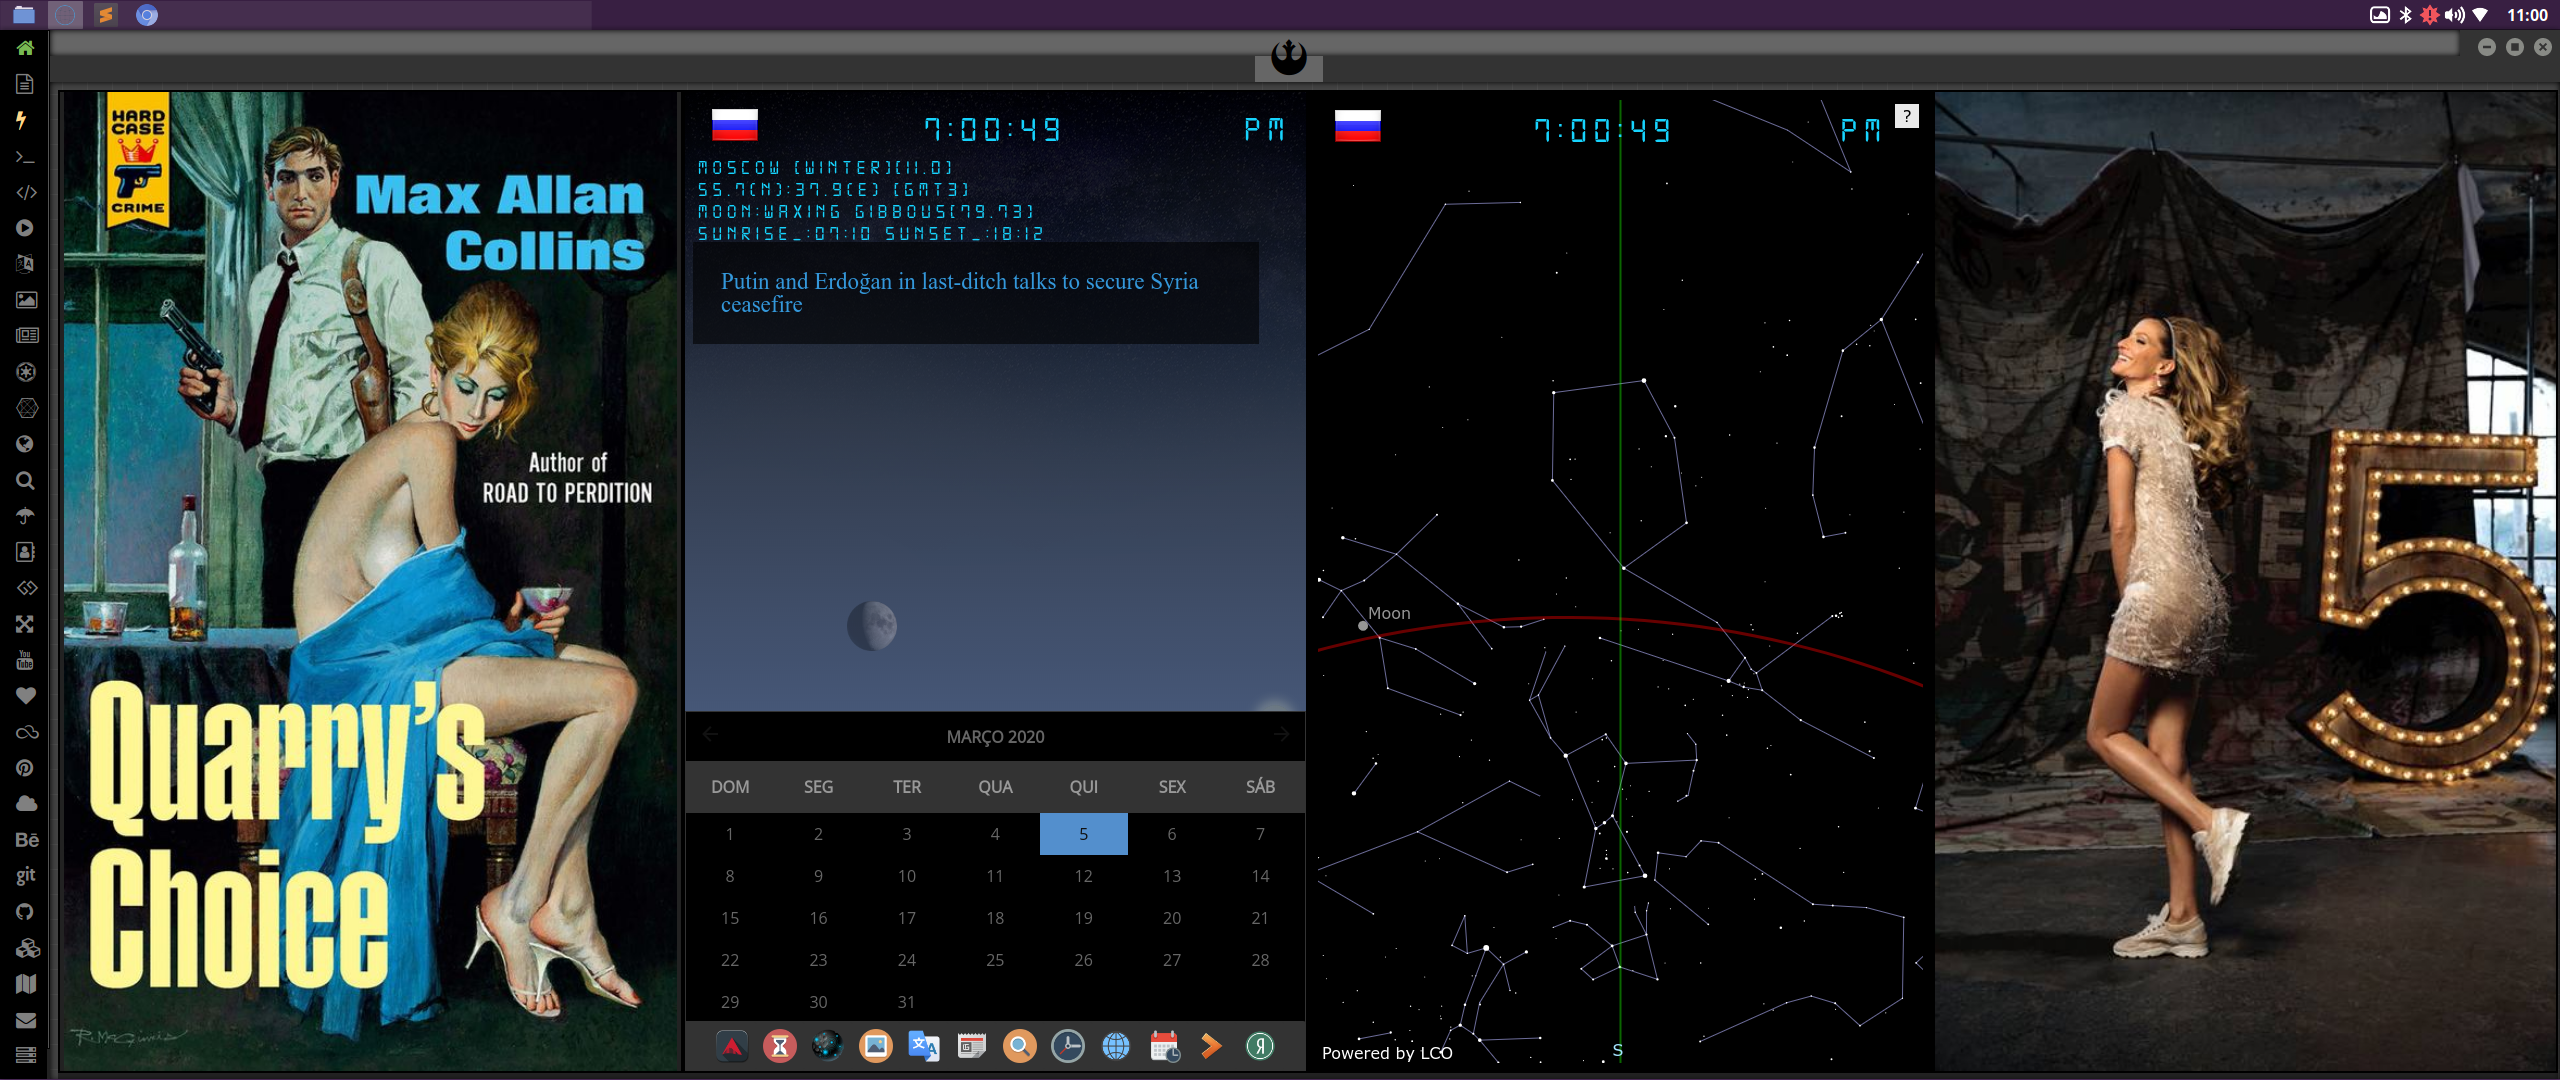 11:00
HARD
CASE
CRIME
Max Allan
Collins
Author of
ROAD TO PERDITION
Quarry's
Choice
R. McGinnis
7:00:49 PM
MOSCOW (WINTER)(11.0)
55.7(N):37.9(E) (GMT3)
MOON:WAXING GIBBOUS(79.73)
SUNRISE_:07:10 SUNSET_:18:12
Putin and Erdoğan in last-ditch talks to secure Syria
ceasefire
MARÇO 2020
DOM SEG TER QUA QUI SEX SÁB
1 2 3 4 5 6 7
8 9 10 11 12 13 14
15 16 17 18 19 20 21
22 23 24 25 26 27 28
29 30 31
7:00:49 PM
?
Moon
S
Powered by LCO
5
You
Tube
Bē
git
Я